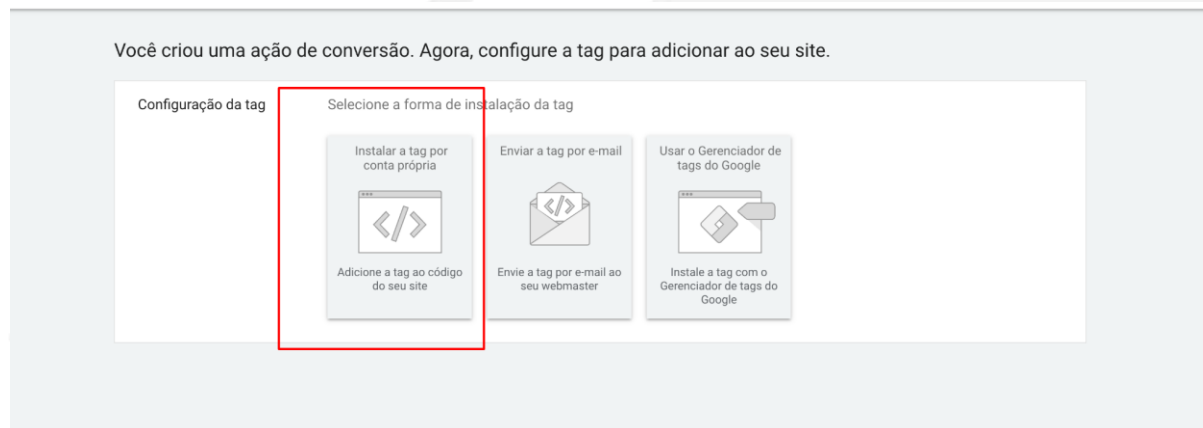 Você criou uma ação de conversão. Agora, configure a tag para adicionar ao seu site.
Configuração da tag
Selecione a forma de instalação da tag
Instalar a tag por
conta própria
Adicione a tag ao código
do seu site
Enviar a tag por e-mail
Envie a tag por e-mail ao
seu webmaster
Usar o Gerenciador de
tags do Google
Instale a tag com o
Gerenciador de tags do
Google